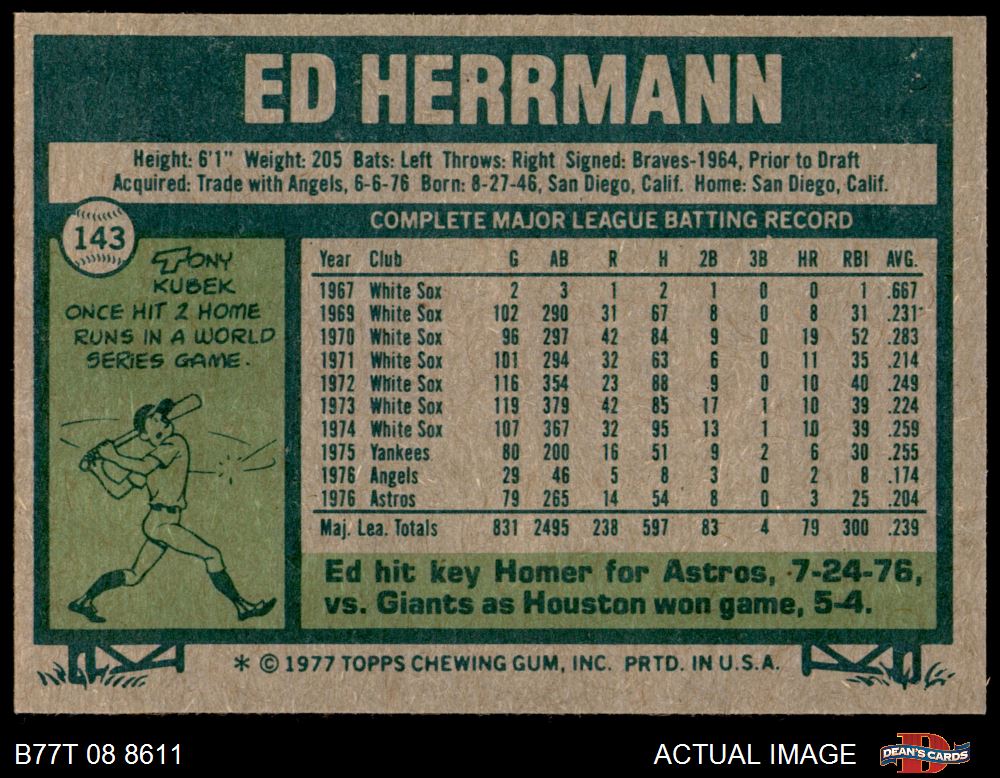 ED HERRMANN
Height: 6'1" Weight: 205 Bats: Left Throws: Right Signed: Braves-1964, Prior to Draft
Acquired: Trade with Angels, 6-6-76 Born: 8-27-46, San Diego, Calif. Home: San Diego, Calif.
143
TONY
KUBEK
ONCE HIT 2 HOME
RUNS IN A WORLD
SERIES GAME.
COMPLETE MAJOR LEAGUE BATTING RECORD
Year Club G AB R H 2B 3B HR RBI AVG.
1967 White Sox 2 3 1 2 1 0 0 1 .667
1969 White Sox 102 290 31 67 8 0 8 31 .231
1970 White Sox 96 297 42 84 9 0 19 52 .283
1971 White Sox 101 294 32 63 6 0 11 35 .214
1972 White Sox 116 354 23 88 9 0 10 40 .249
1973 White Sox 119 379 42 85 17 1 10 39 .224
1974 White Sox 107 367 32 95 13 1 10 39 .259
1975 Yankees 80 200 16 51 9 2 6 30 .255
1976 Angels 29 46 5 8 3 0 2 8 .174
1976 Astros 79 265 14 54 8 0 3 25 .204
Maj. Lea. Totals 831 2495 238 597 83 4 79 300 .239
Ed hit key Homer for Astros, 7-24-76,
vs. Giants as Houston won game, 5-4.
* © 1977 TOPPS CHEWING GUM, INC. PRTD. IN U.S.A.
B77T 08 8611
ACTUAL IMAGE
D
DEAN'S CARDS